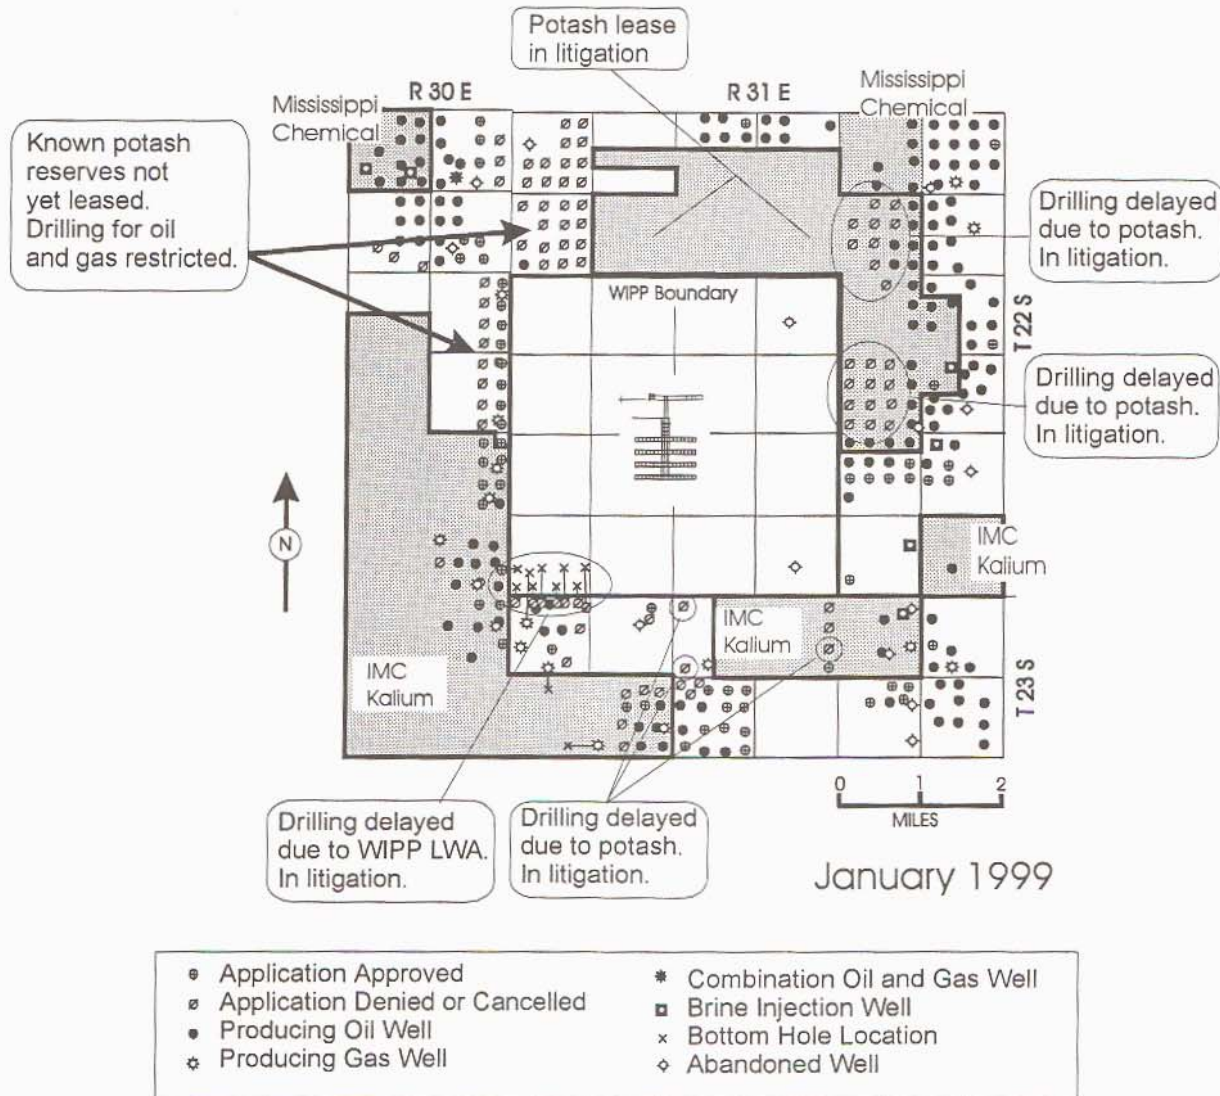 Potash lease
in litigation
R 30 E
R 31 E
Mississippi
Chemical
Mississippi
Chemical
Known potash
reserves not
yet leased.
Drilling for oil
and gas restricted.
Drilling delayed
due to potash.
In litigation.
WIPP Boundary
T 22 S
Drilling delayed
due to potash.
In litigation.
N
IMC
Kalium
IMC
Kalium
IMC
Kalium
T 23 S
0 1 2
MILES
Drilling delayed
due to WIPP LWA.
In litigation.
Drilling delayed
due to potash.
In litigation.
January 1999
Application Approved
Application Denied or Cancelled
Producing Oil Well
Producing Gas Well
Combination Oil and Gas Well
Brine Injection Well
Bottom Hole Location
Abandoned Well